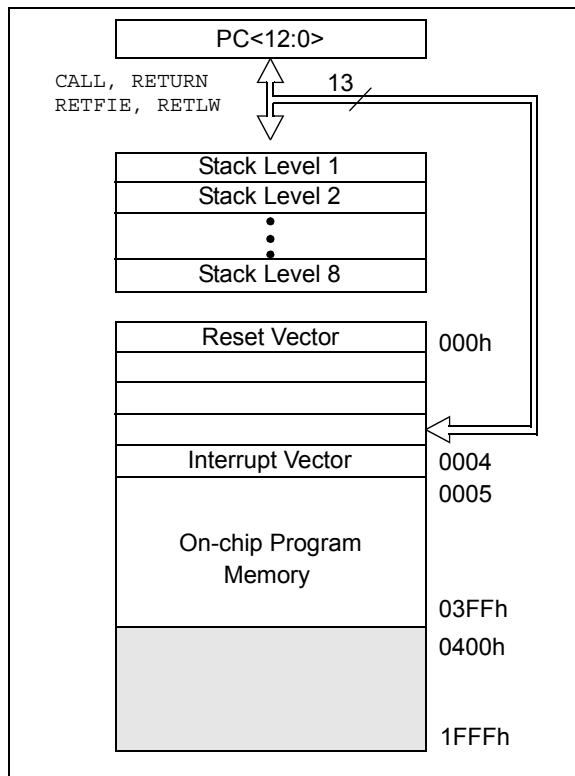 PC<12:0>
CALL, RETURN
RETFIE, RETLW
13
Stack Level 1
Stack Level 2
Stack Level 8
Reset Vector
000h
Interrupt Vector
0004
0005
On-chip Program
Memory
03FFh
0400h
1FFFh